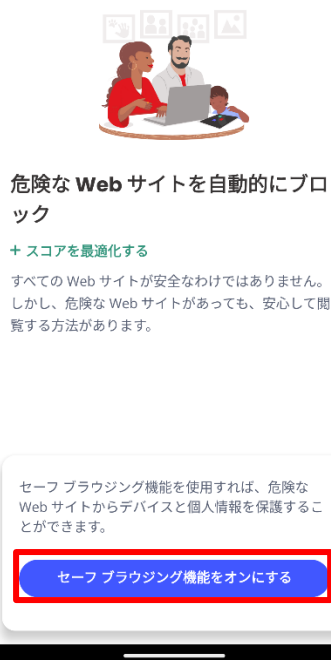 危険な Web サイトを自動的にブロ
ック
+ スコアを最適化する
すべての Web サイトが安全なわけではありません。
しかし、危険な Web サイトがあっても、安心して閲
覧する方法があります。
セーフ ブラウジング機能を使用すれば、危険な
Web サイトからデバイスと個人情報を保護するこ
とができます。
セーフ ブラウジング機能をオンにする